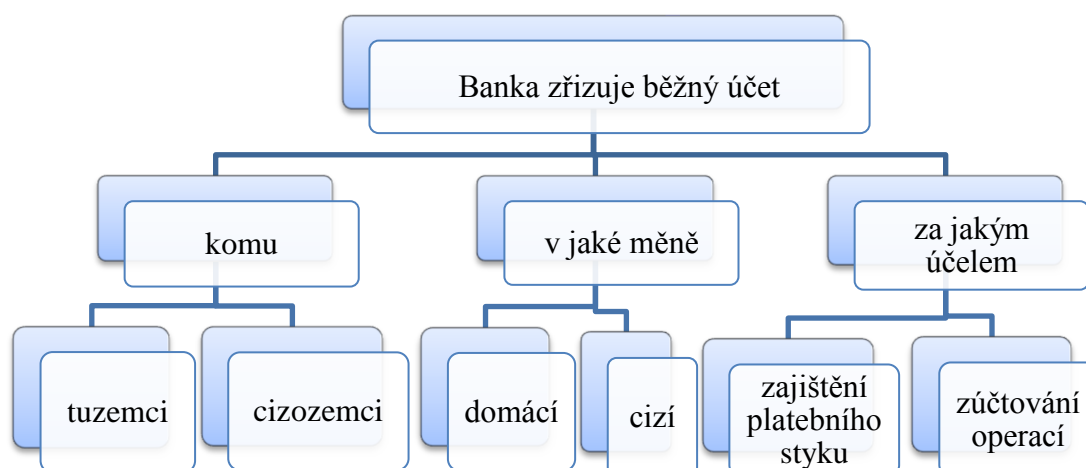 Banka zřizuje běžný účet
komu
v jaké měně
za jakým
účelem
tuzemci
cizozemci
domácí
cizí
zajištění
platebního
styku
zúčtování
operací